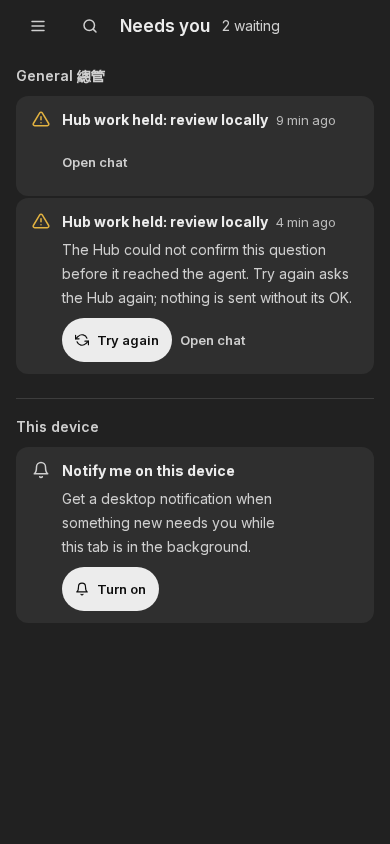 Needs you 2 waiting
General 總管
Hub work held: review locally 9 min ago
Open chat
Hub work held: review locally 4 min ago
The Hub could not confirm this question
before it reached the agent. Try again asks
the Hub again; nothing is sent without its OK.
Try again Open chat
This device
Notify me on this device
Get a desktop notification when
something new needs you while
this tab is in the background.
Turn on